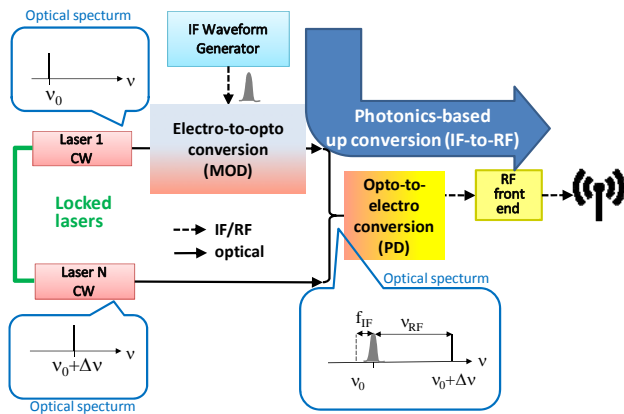 Optical specturm
ν
ν0
IF Waveform
Generator
Photonics-based
up conversion (IF-to-RF)
Laser 1
CW
Electro-to-opto
conversion
(MOD)
Locked
lasers
IF/RF
optical
Opto-to-
electro
conversion
(PD)
RF
front
end
Laser N
CW
Optical specturm
ν
ν0+Δν
Optical specturm
fIF
νRF
ν
ν0
ν0+Δν